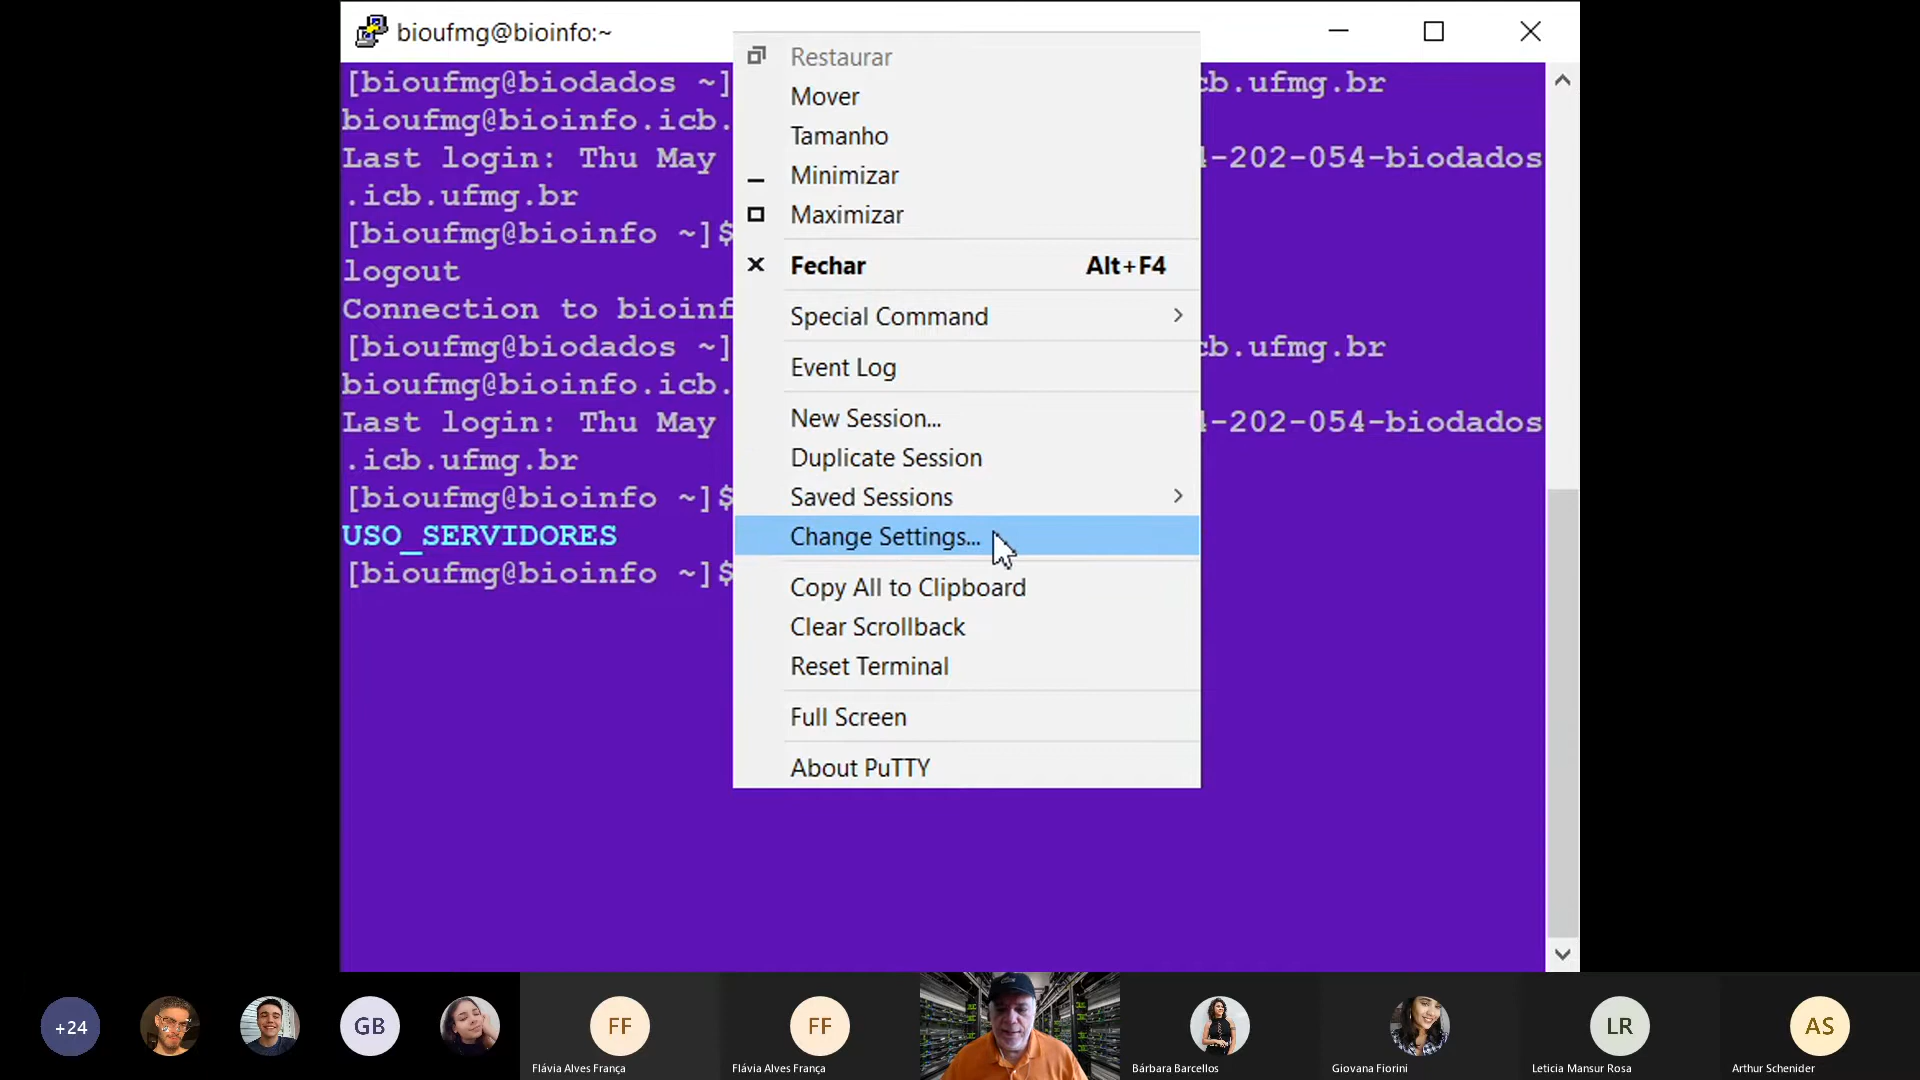 bioufmg@bioinfo:~
[bioufmg@biodados ~]
cb.ufmg.br
bioufmg@bioinfo.icb.
Last login: Thu May
4-202-054-biodados
.icb.ufmg.br
[bioufmg@bioinfo ~]$
logout
Connection to bioinf
[bioufmg@biodados ~]
cb.ufmg.br
bioufmg@bioinfo.icb.
Last login: Thu May
4-202-054-biodados
.icb.ufmg.br
[bioufmg@bioinfo ~]$
USO_SERVIDORES
[bioufmg@bioinfo ~]$
Restaurar
Mover
Tamanho
Minimizar
Maximizar
Fechar Alt+F4
Special Command
Event Log
New Session...
Duplicate Session
Saved Sessions
Change Settings...
Copy All to Clipboard
Clear Scrollback
Reset Terminal
Full Screen
About PuTTY
+24
GB
FF
FF
LR
AS
Flávia Alves França
Flávia Alves França
Bárbara Barcellos
Giovana Fiorini
Leticia Mansur Rosa
Arthur Schenider